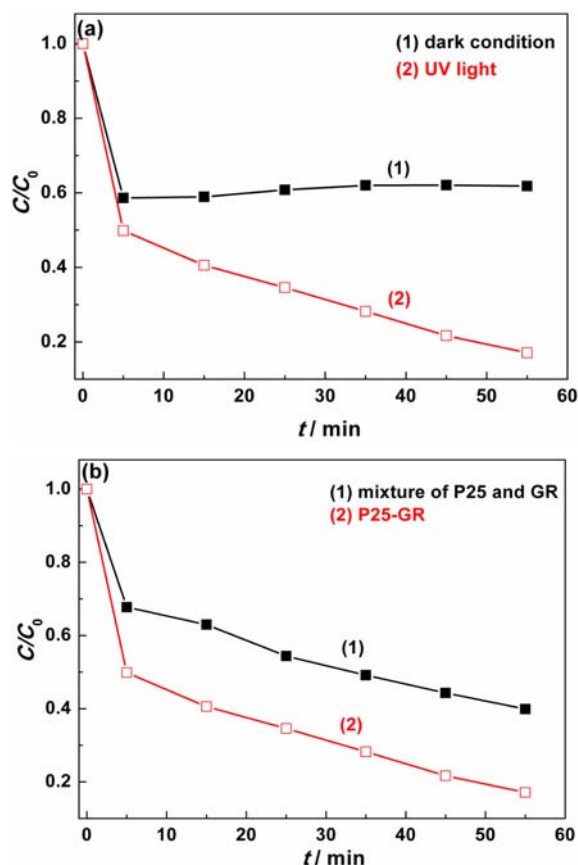 (a)
(1) dark condition
(2) UV light
(1)
(2)
C/C0
1.0
0.8
0.6
0.4
0.2
0 10 20 30 40 50 60
t / min
(b)
(1) mixture of P25 and GR
(2) P25-GR
(1)
(2)
C/C0
1.0
0.8
0.6
0.4
0.2
0 10 20 30 40 50 60
t / min